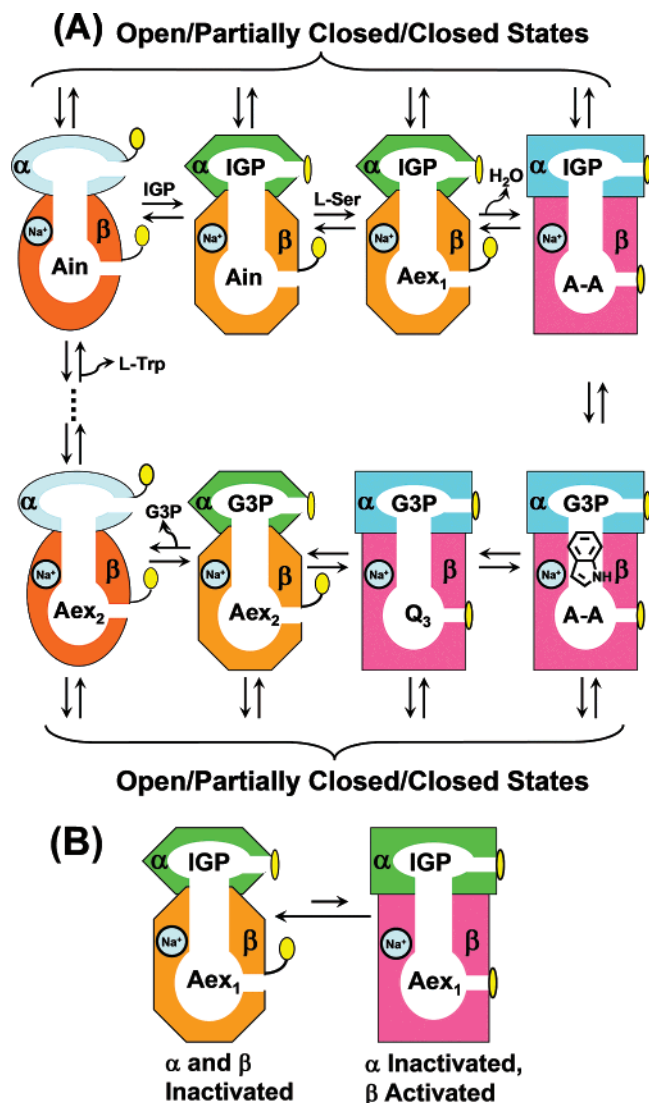 (A) Open/Partially Closed/Closed States
α IGP α IGP α IGP α
IGP L-Ser H₂O
Na⁺ β Na⁺ β Na⁺ β Na⁺ β
Ain Ain Aex₁ A-A
L-Trp
α G3P α G3P α G3P α
G3P
NH
Na⁺ β Na⁺ β Na⁺ β Na⁺ β
Aex₂ Aex₂ Q₃ A-A
Open/Partially Closed/Closed States
(B)
α IGP α IGP
Na⁺ β Na⁺ β
Aex₁ Aex₁
α and β α Inactivated,
Inactivated β Activated